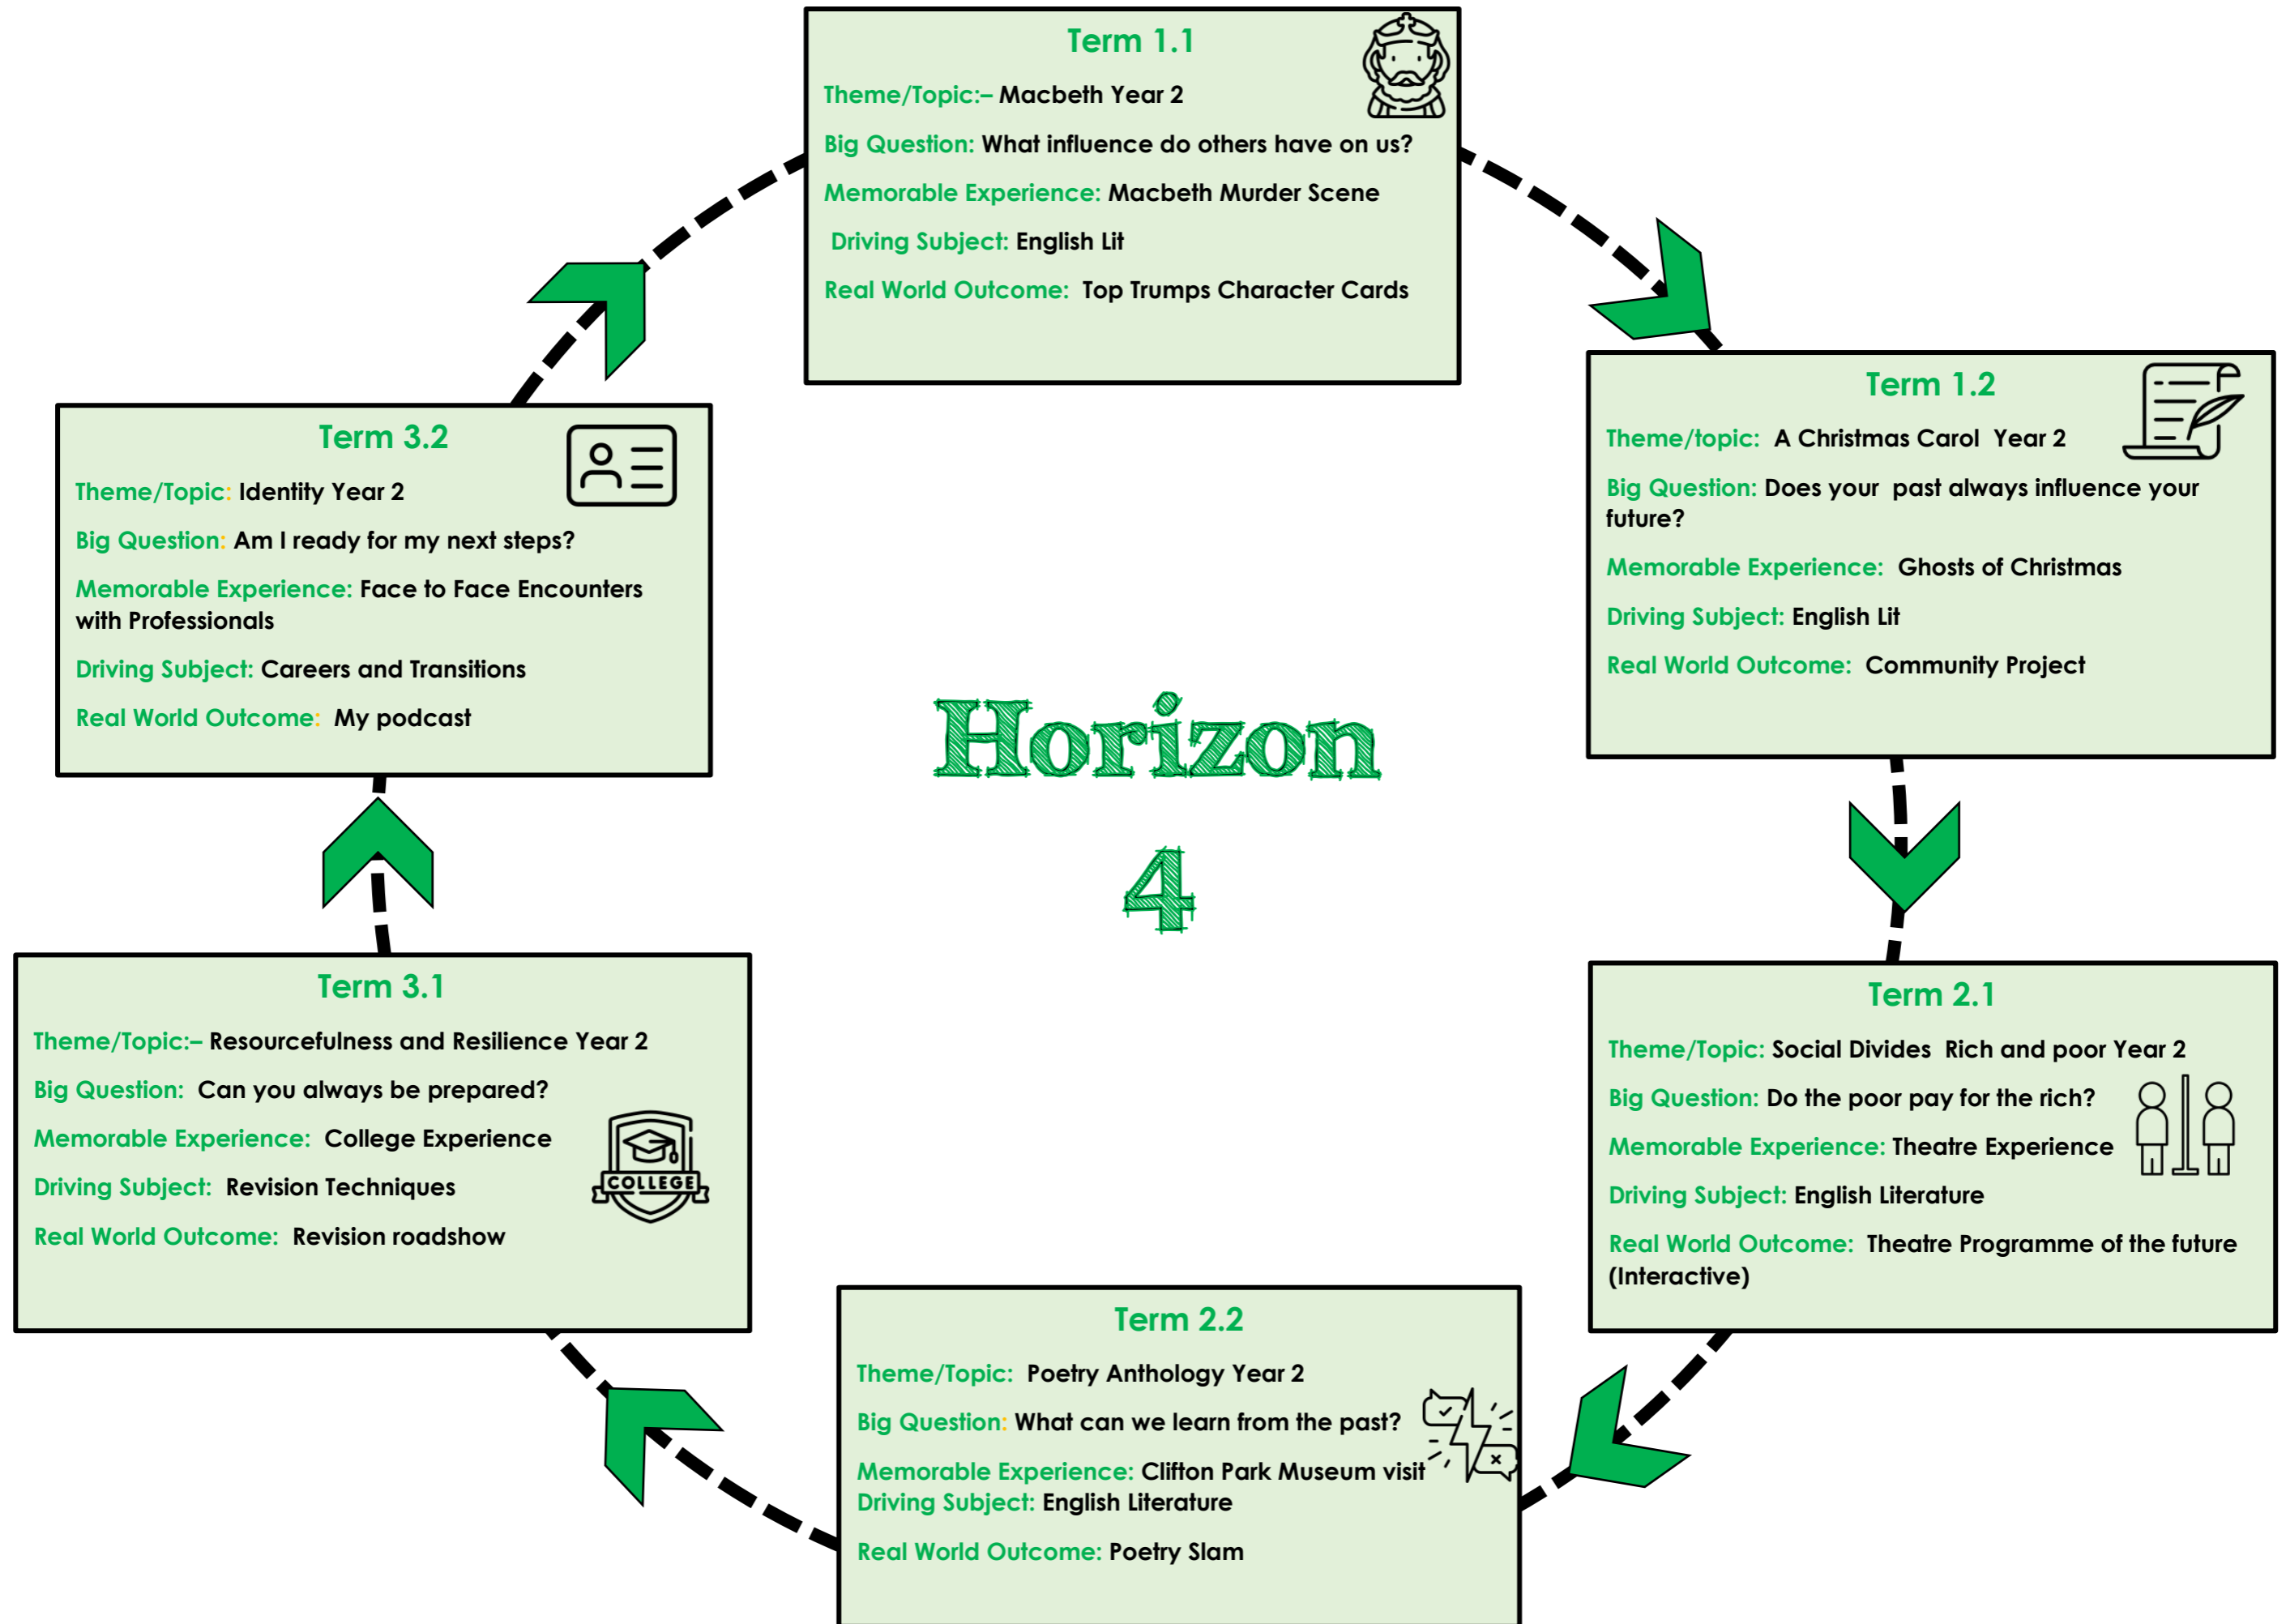 Term 1.1
Theme/Topic:– Macbeth Year 2
Big Question: What influence do others have on us?
Memorable Experience: Macbeth Murder Scene
Driving Subject: English Lit
Real World Outcome: Top Trumps Character Cards
Term 1.2
Theme/topic: A Christmas Carol Year 2
Big Question: Does your past always influence your
future?
Memorable Experience: Ghosts of Christmas
Driving Subject: English Lit
Real World Outcome: Community Project
Term 2.1
Theme/Topic: Social Divides Rich and poor Year 2
Big Question: Do the poor pay for the rich?
Memorable Experience: Theatre Experience
Driving Subject: English Literature
Real World Outcome: Theatre Programme of the future
(Interactive)
Term 2.2
Theme/Topic: Poetry Anthology Year 2
Big Question: What can we learn from the past?
Memorable Experience: Clifton Park Museum visit
Driving Subject: English Literature
Real World Outcome: Poetry Slam
Term 3.1
Theme/Topic:– Resourcefulness and Resilience Year 2
Big Question: Can you always be prepared?
Memorable Experience: College Experience
Driving Subject: Revision Techniques
Real World Outcome: Revision roadshow
COLLEGE
Term 3.2
Theme/Topic: Identity Year 2
Big Question: Am I ready for my next steps?
Memorable Experience: Face to Face Encounters
with Professionals
Driving Subject: Careers and Transitions
Real World Outcome: My podcast
Horizon
4